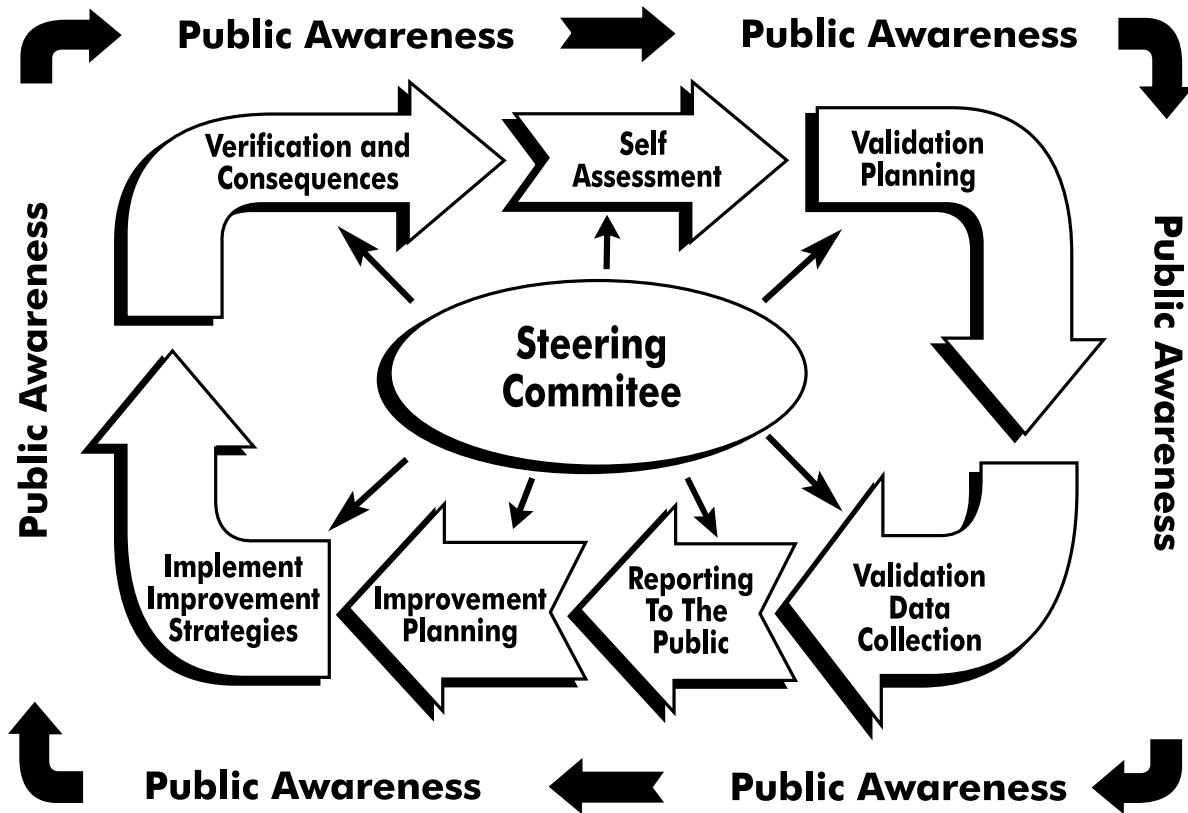 Public Awareness
Public Awareness
Verification and
Consequences
Self
Assessment
Validation
Planning
Public Awareness
Public Awareness
Steering
Commitee
Implement
Improvement
Strategies
Improvement
Planning
Reporting
To The
Public
Validation
Data
Collection
Public Awareness
Public Awareness